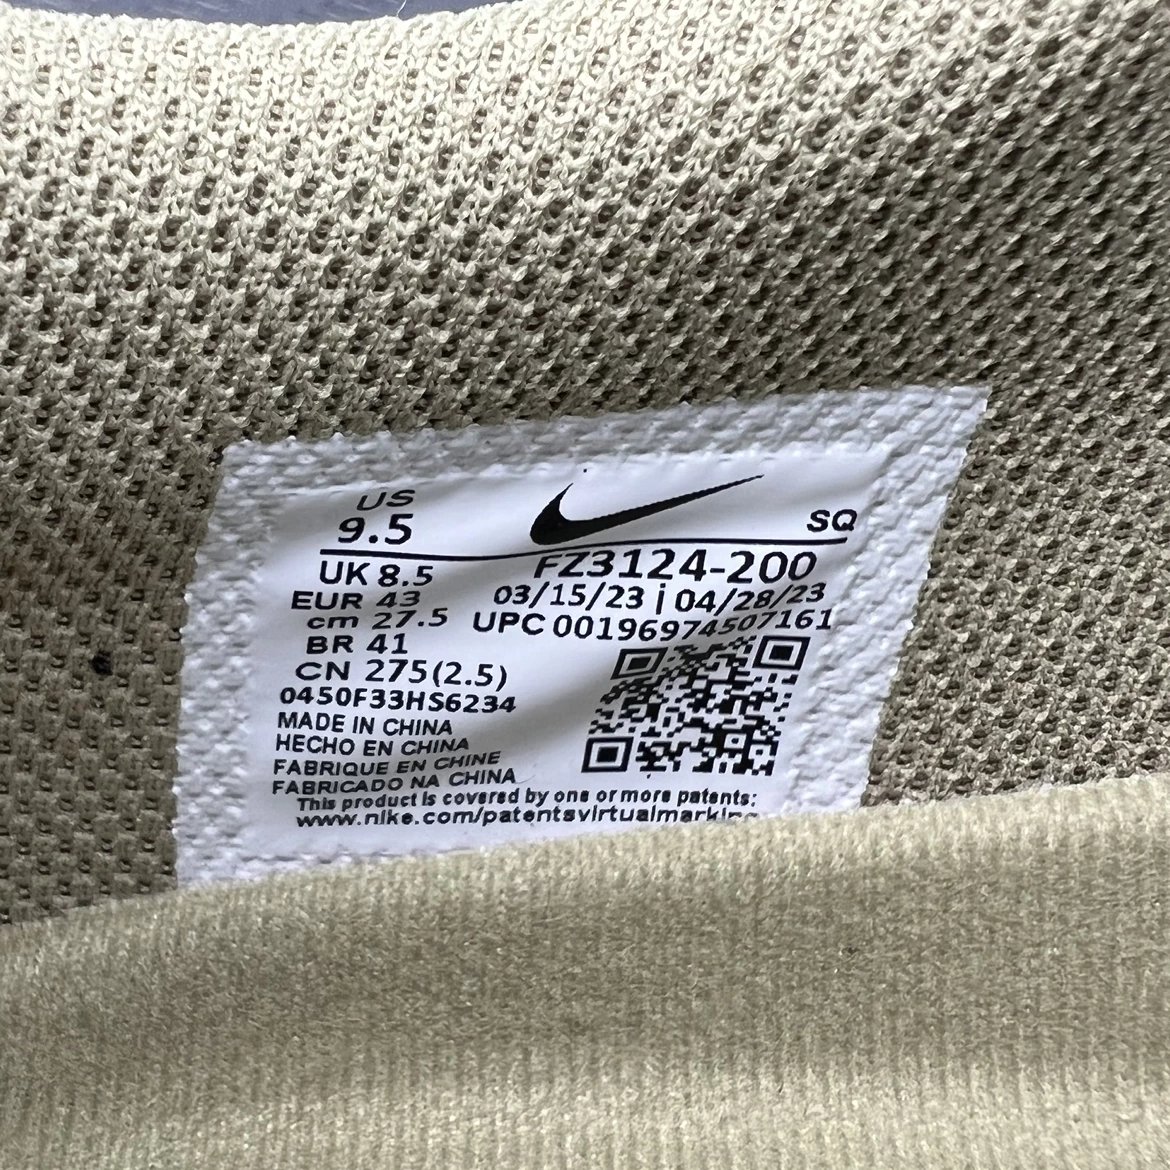 US
9.5
SQ
UK 8.5
EUR 43
cm 27.5
BR 41
CN 275(2.5)
FZ3124-200
03/15/23 | 04/28/23
UPC 00196974507161
0450F33HS6234
MADE IN CHINA
HECHO EN CHINA
FABRIQUE EN CHINE
FABRICADO NA CHINA
This product is covered by one or more patents:
www.nike.com/patentsvirtualmarking